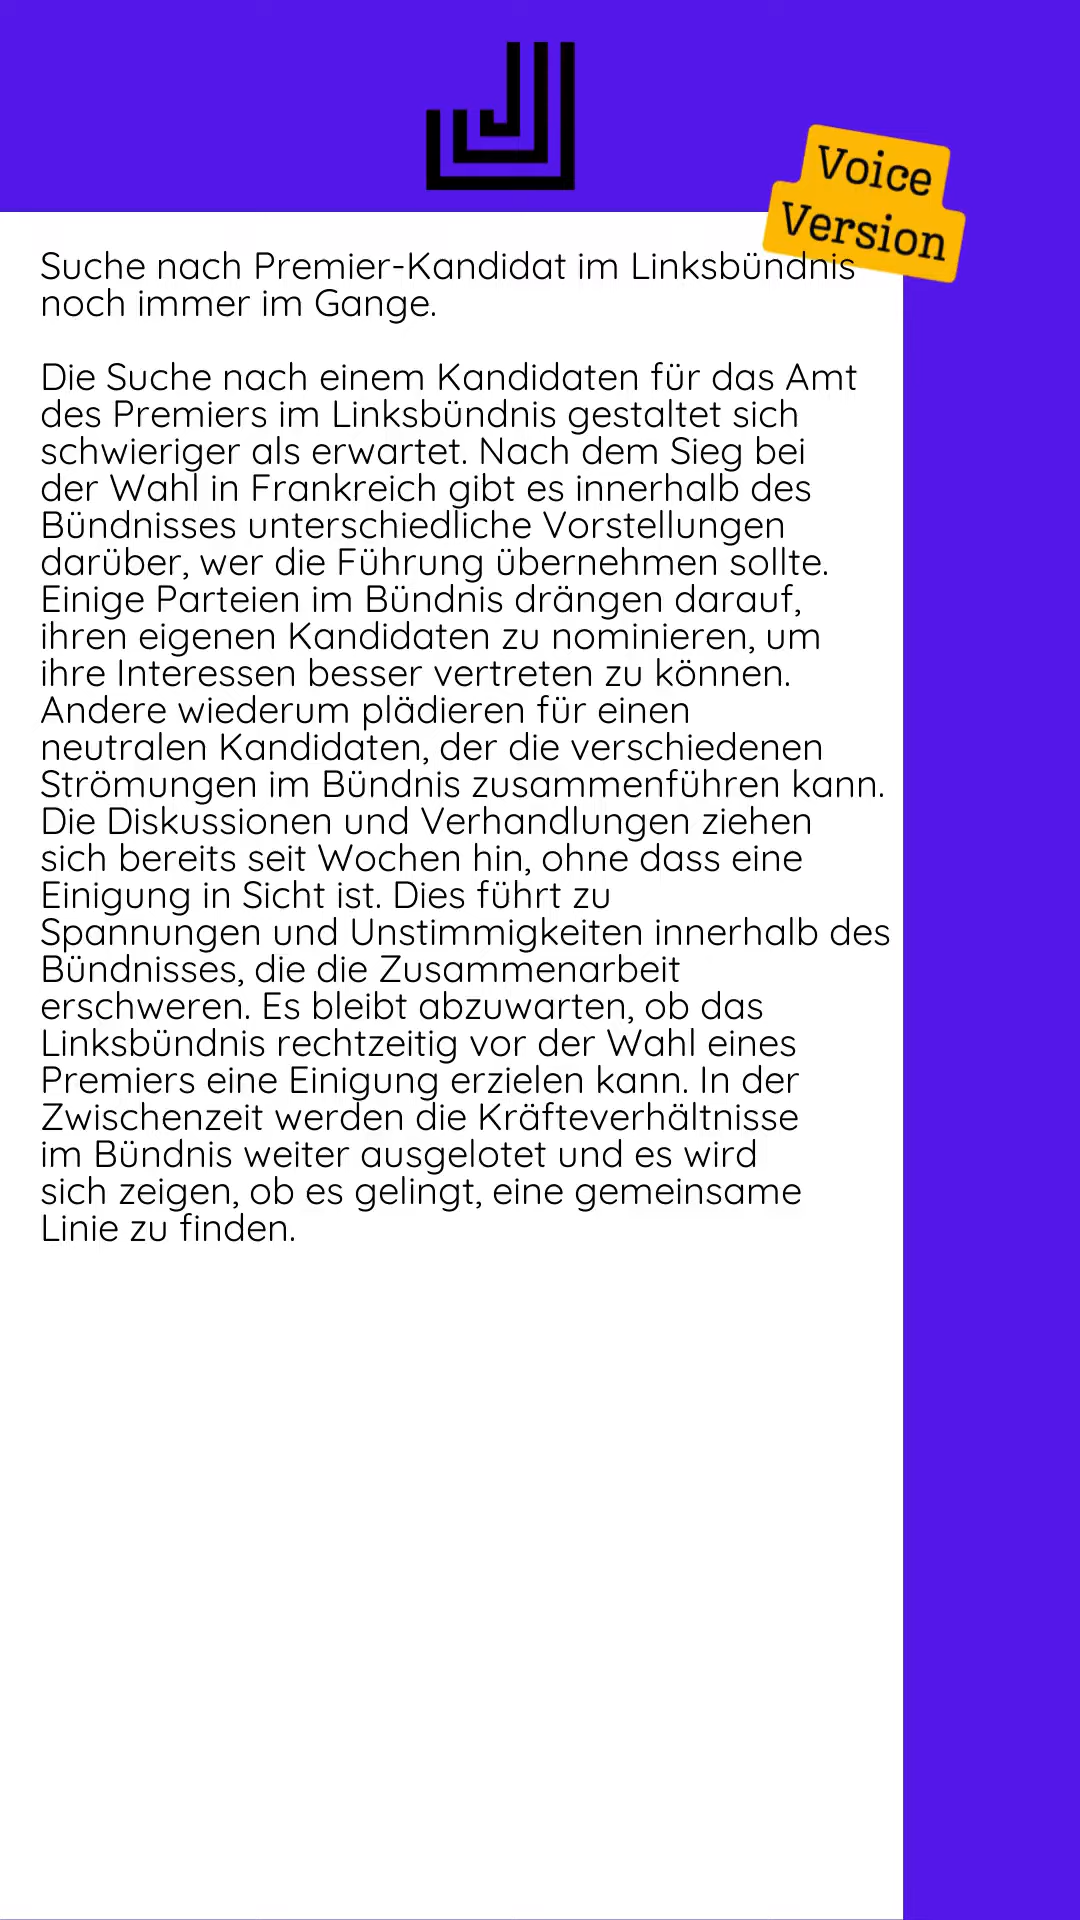 Voice
Version
Suche nach Premier-Kandidat im Linksbündnis
noch immer im Gange.
Die Suche nach einem Kandidaten für das Amt
des Premiers im Linksbündnis gestaltet sich
schwieriger als erwartet. Nach dem Sieg bei
der Wahl in Frankreich gibt es innerhalb des
Bündnisses unterschiedliche Vorstellungen
darüber, wer die Führung übernehmen sollte.
Einige Parteien im Bündnis drängen darauf,
ihren eigenen Kandidaten zu nominieren, um
ihre Interessen besser vertreten zu können.
Andere wiederum plädieren für einen
neutralen Kandidaten, der die verschiedenen
Strömungen im Bündnis zusammenführen kann.
Die Diskussionen und Verhandlungen ziehen
sich bereits seit Wochen hin, ohne dass eine
Einigung in Sicht ist. Dies führt zu
Spannungen und Unstimmigkeiten innerhalb des
Bündnisses, die die Zusammenarbeit
erschweren. Es bleibt abzuwarten, ob das
Linksbündnis rechtzeitig vor der Wahl eines
Premiers eine Einigung erzielen kann. In der
Zwischenzeit werden die Kräfteverhältnisse
im Bündnis weiter ausgelotet und es wird
sich zeigen, ob es gelingt, eine gemeinsame
Linie zu finden.